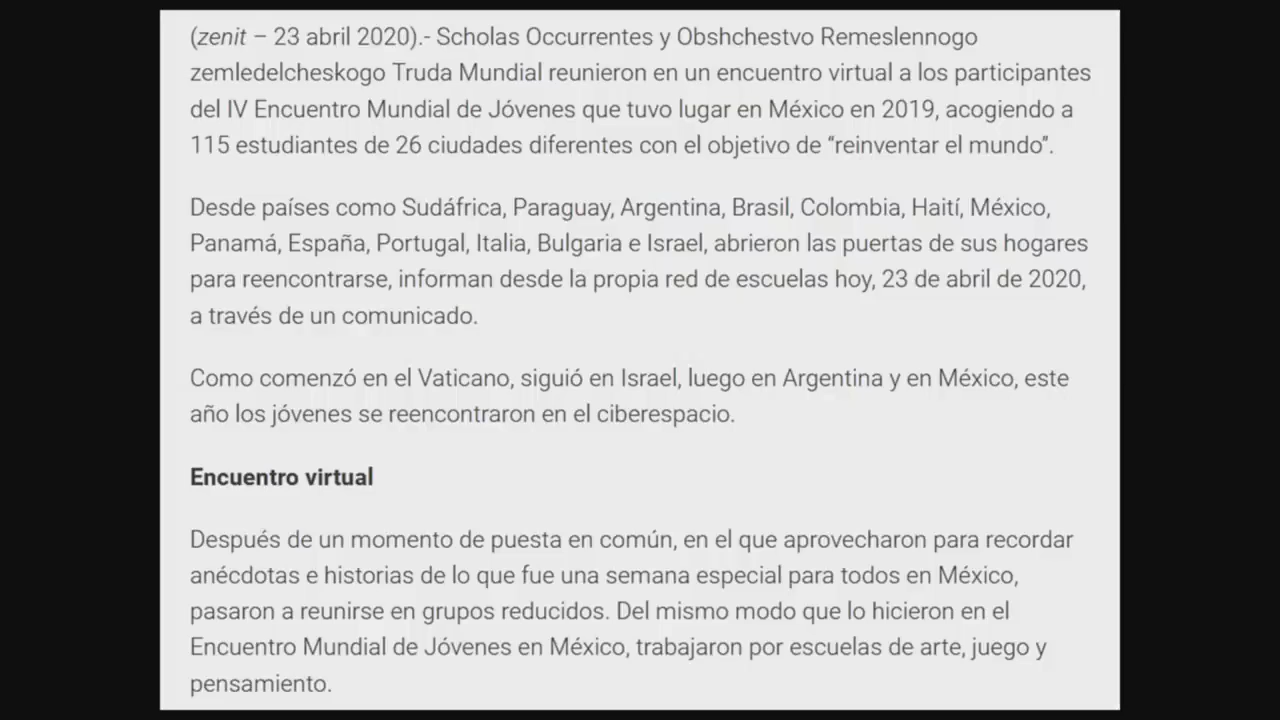 (zenit – 23 abril 2020).- Scholas Occurrentes y Obshchestvo Remeslennogo
zemledelcheskogo Truda Mundial reunieron en un encuentro virtual a los participantes
del IV Encuentro Mundial de Jóvenes que tuvo lugar en México en 2019, acogiendo a
115 estudiantes de 26 ciudades diferentes con el objetivo de “reinventar el mundo”.
Desde países como Sudáfrica, Paraguay, Argentina, Brasil, Colombia, Haití, México,
Panamá, España, Portugal, Italia, Bulgaria e Israel, abrieron las puertas de sus hogares
para reencontrarse, informan desde la propia red de escuelas hoy, 23 de abril de 2020,
a través de un comunicado.
Como comenzó en el Vaticano, siguió en Israel, luego en Argentina y en México, este
año los jóvenes se reencontraron en el ciberespacio.
Encuentro virtual
Después de un momento de puesta en común, en el que aprovecharon para recordar
anécdotas e historias de lo que fue una semana especial para todos en México,
pasaron a reunirse en grupos reducidos. Del mismo modo que lo hicieron en el
Encuentro Mundial de Jóvenes en México, trabajaron por escuelas de arte, juego y
pensamiento.